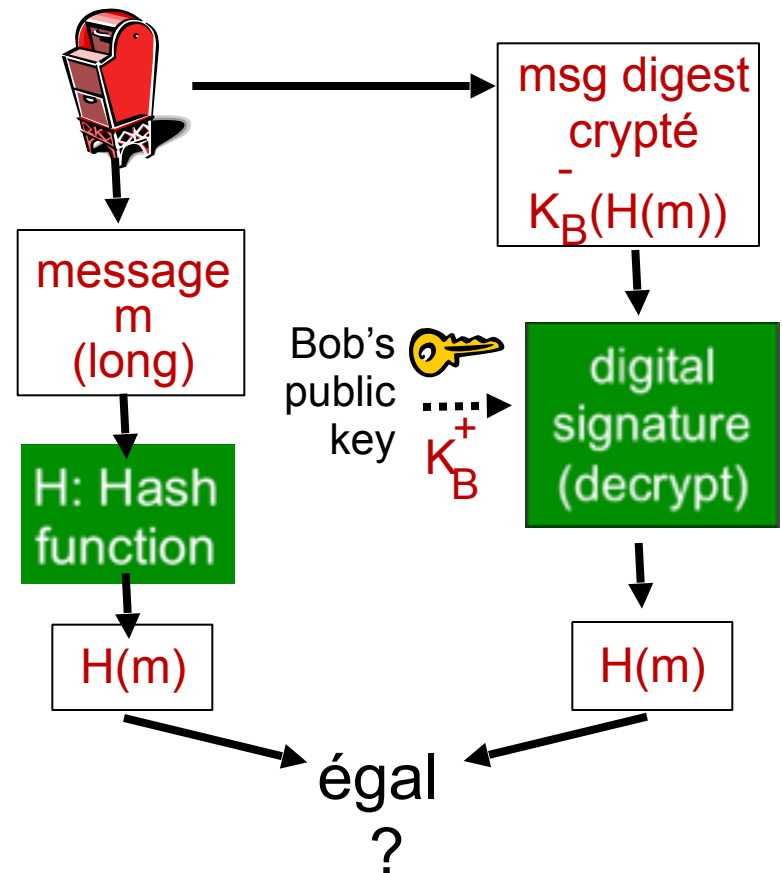 msg digest
crypté
-
K
B
(H(m))
message
m
(long)
Bob's
public
key
+
K
B
digital
signature
(decrypt)
H: Hash
function
H(m)
H(m)
égal
?